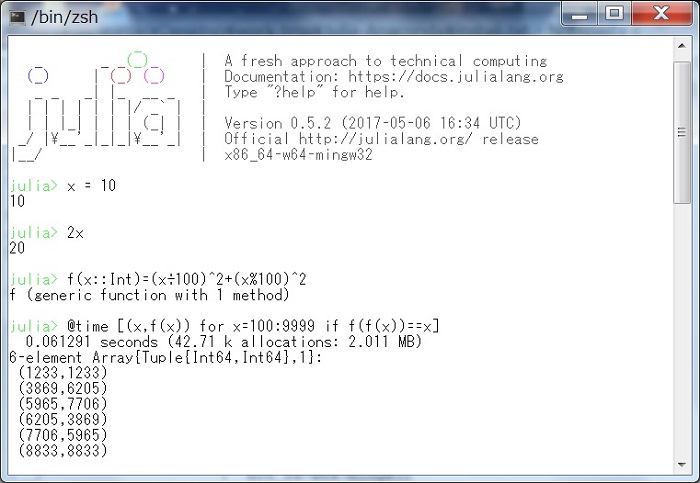 /bin/zsh
A fresh approach to technical computing
Documentation: https://docs.julialang.org
Type "?help" for help.
Version 0.5.2 (2017-05-06 16:34 UTC)
Official http://julialang.org/ release
x86_64-w64-mingw32
julia> x = 10
10
julia> 2x
20
julia> f(x::Int)=(x÷100)^2+(x%100)^2
f (generic function with 1 method)
julia> @time [(x,f(x)) for x=100:9999 if f(f(x))==x]
0.061291 seconds (42.71 k allocations: 2.011 MB)
6-element Array{Tuple{Int64,Int64},1}:
(1233,1233)
(3869,6205)
(5965,7706)
(6205,3869)
(7706,5965)
(8833,8833)